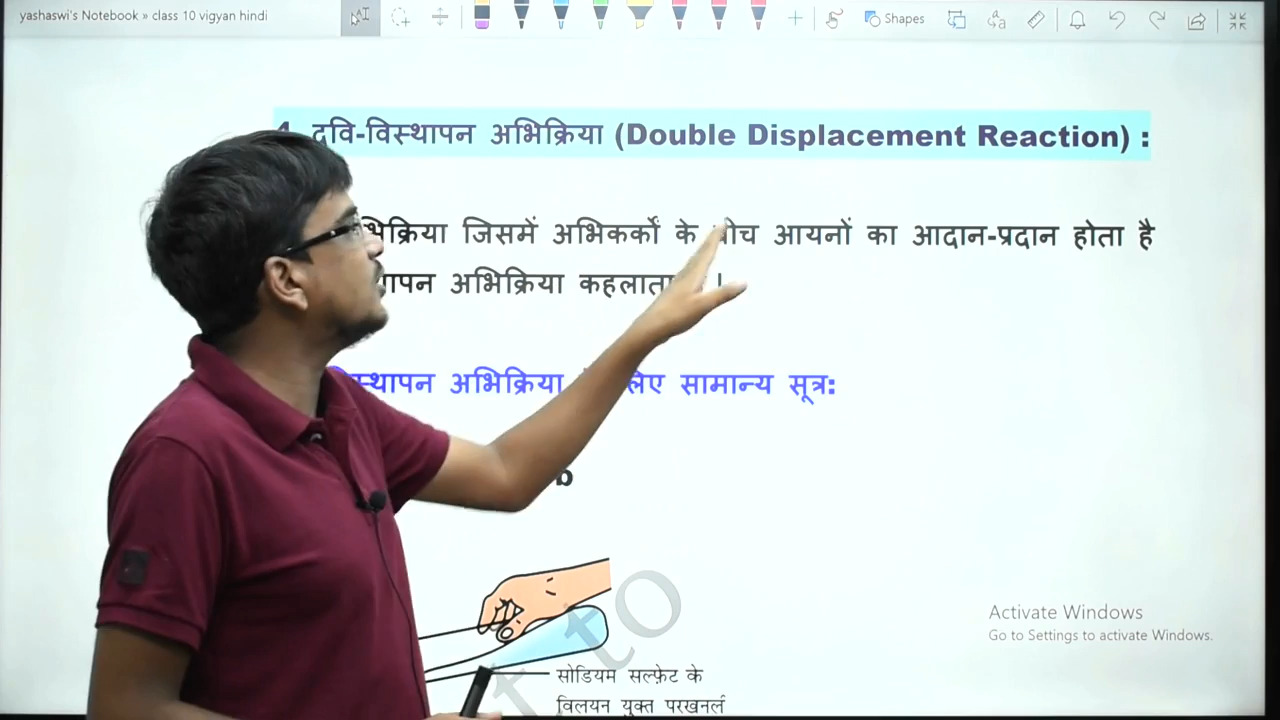 yashaswi's Notebook » class 10 vigyan hindi
Shapes
4. द्वि-विस्थापन अभिक्रिया (Double Displacement Reaction) :
जिसमें अभिकर्कों के बीच आयनों का आदान-प्रदान होता है
अभिक्रिया कहलाता ।
विस्थापन अभिक्रिया लिए सामान्य सूत्र:
b
t to
सोडियम सल्फ़ेट के
विलयन युक्त परखनली
Activate Windows
Go to Settings to activate Windows.